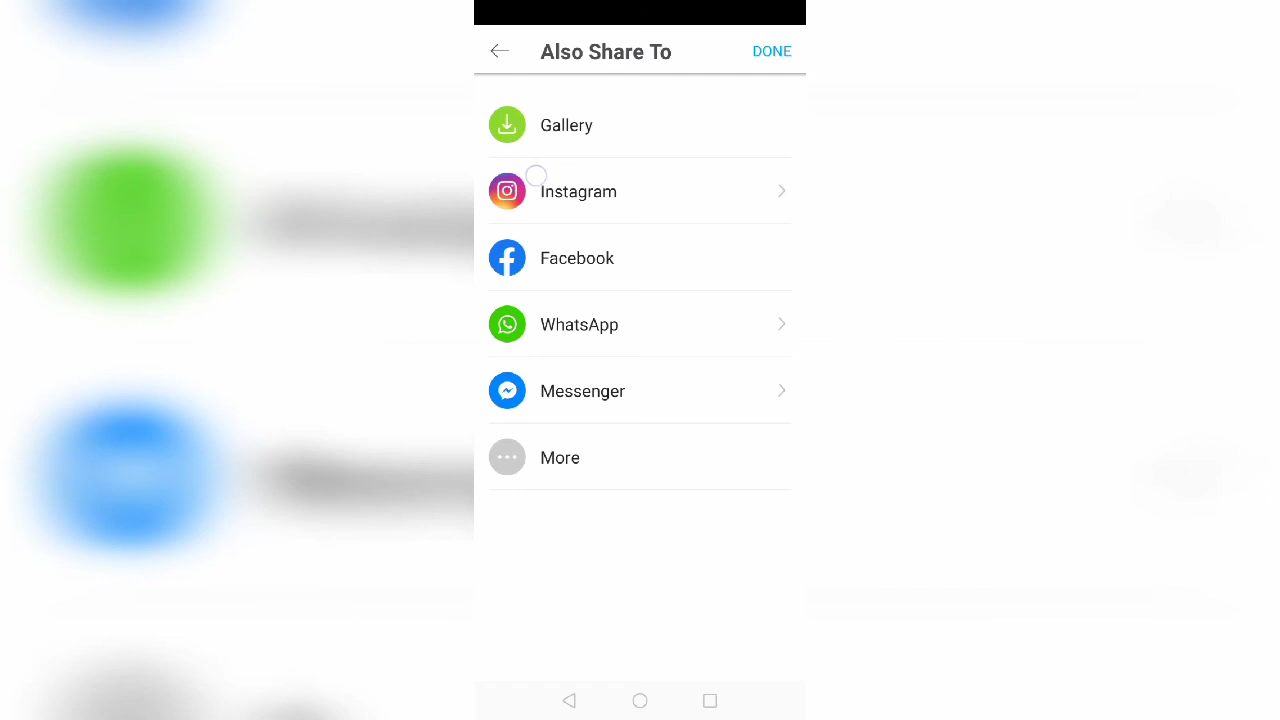 Also Share To
DONE
Gallery
Instagram
Facebook
WhatsApp
Messenger
More